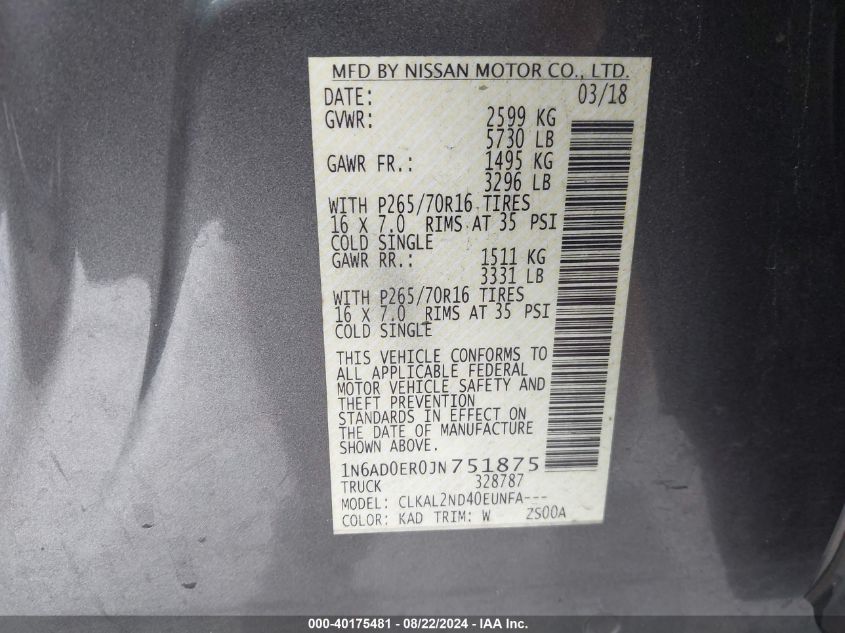 MFD BY NISSAN MOTOR CO., LTD.
DATE: 03/18
GVWR: 2599 KG
5730 LB
GAWR FR.: 1495 KG
3296 LB
WITH P265/70R16 TIRES
16 X 7.0 RIMS AT 35 PSI
COLD SINGLE
GAWR RR.: 1511 KG
3331 LB
WITH P265/70R16 TIRES
16 X 7.0 RIMS AT 35 PSI
COLD SINGLE
THIS VEHICLE CONFORMS TO
ALL APPLICABLE FEDERAL
MOTOR VEHICLE SAFETY AND
THEFT PREVENTION
STANDARDS IN EFFECT ON
THE DATE OF MANUFACTURE
SHOWN ABOVE.
1N6AD0ER0JN751875
TRUCK 328787
MODEL: CLKAL2ND40EUNFA---
COLOR: KAD TRIM: W ZS00A
000-40175481 - 08/22/2024 - IAA Inc.